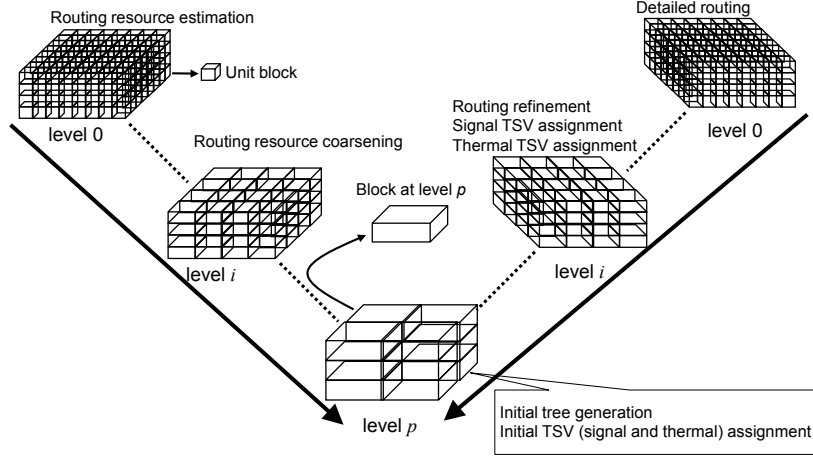 Routing resource estimation
Detailed routing
Unit block
level 0
level 0
Routing resource coarsening
Routing refinement
Signal TSV assignment
Thermal TSV assignment
Block at level p
level i
level i
level p
Initial tree generation
Initial TSV (signal and thermal) assignment